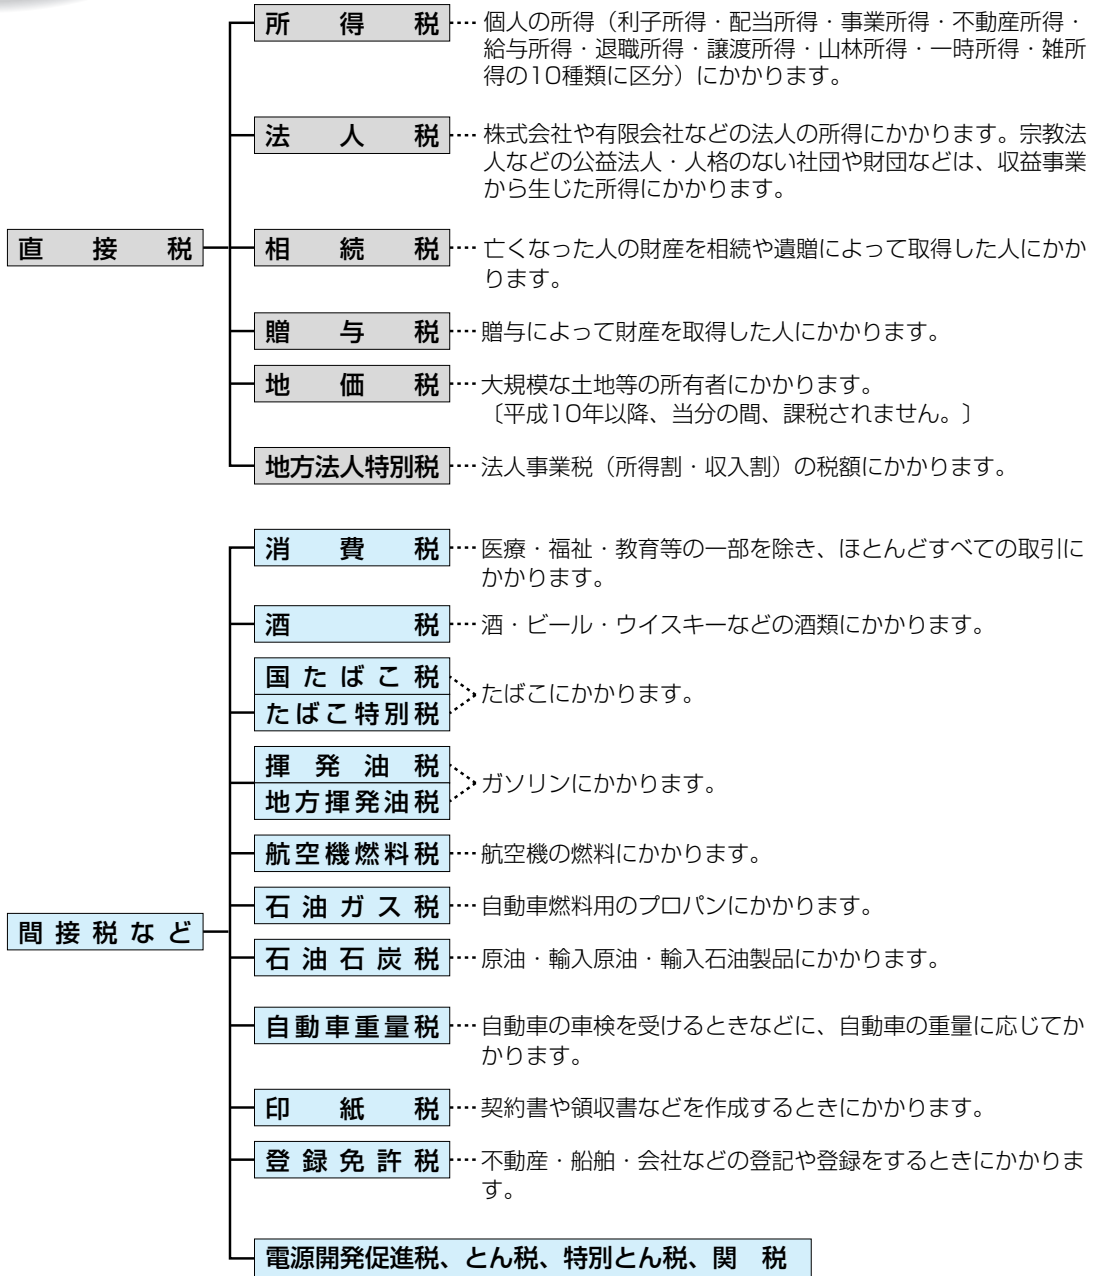 所得税
個人の所得（利子所得・配当所得・事業所得・不動産所得・
給与所得・退職所得・譲渡所得・山林所得・一時所得・雑所
得の10種類に区分）にかかります。
法人税
株式会社や有限会社などの法人の所得にかかります。宗教法
人などの公益法人・人格のない社団や財団などは、収益事業
から生じた所得にかかります。
直接税
相続税
亡くなった人の財産を相続や遺贈によって取得した人にかか
ります。
贈与税
贈与によって財産を取得した人にかかります。
地価税
大規模な土地等の所有者にかかります。
〔平成10年以降、当分の間、課税されません。〕
地方法人特別税
法人事業税（所得割・収入割）の税額にかかります。
消費税
医療・福祉・教育等の一部を除き、ほとんどすべての取引に
かかります。
酒税
酒・ビール・ウイスキーなどの酒類にかかります。
国たばこ税
たばこ特別税
たばこにかかります。
揮発油税
地方揮発油税
ガソリンにかかります。
航空機燃料税
航空機の燃料にかかります。
石油ガス税
自動車燃料用のプロパンにかかります。
間接税など
石油石炭税
原油・輸入原油・輸入石油製品にかかります。
自動車重量税
自動車の車検を受けるときなどに、自動車の重量に応じてか
かります。
印紙税
契約書や領収書などを作成するときにかかります。
登録免許税
不動産・船舶・会社などの登記や登録をするときにかかりま
す。
電源開発促進税、とん税、特別とん税、関　税